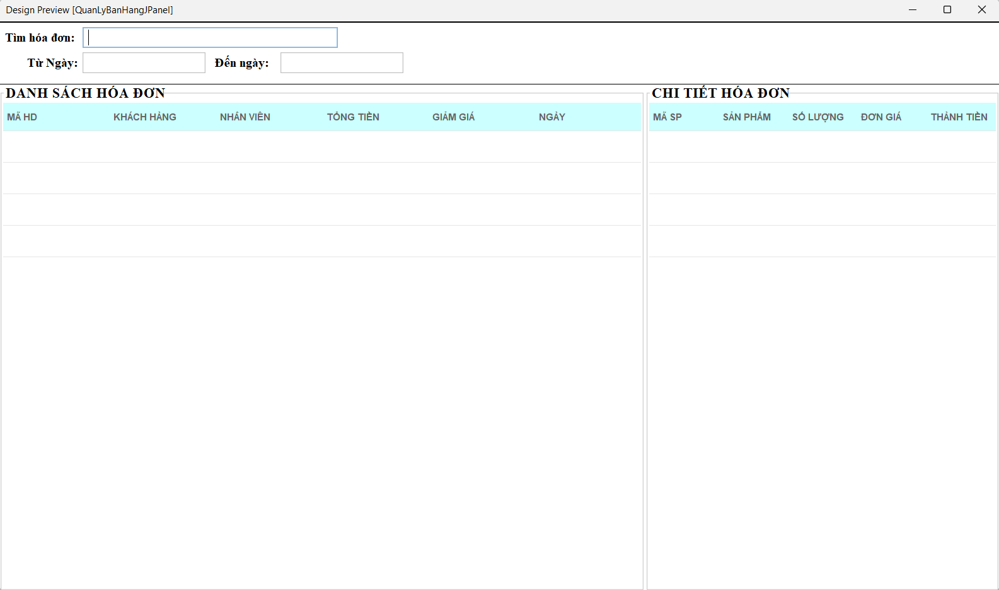 Design Preview [QuanLyBanHangJPanel]
Tìm hóa đơn:
Từ Ngày: Đến ngày:
DANH SÁCH HÓA ĐƠN
MÃ HD KHÁCH HÀNG NHÂN VIÊN TỔNG TIỀN GIẢM GIÁ NGÀY
CHI TIẾT HÓA ĐƠN
MÃ SP SẢN PHẨM SỐ LƯỢNG ĐƠN GIÁ THÀNH TIỀN